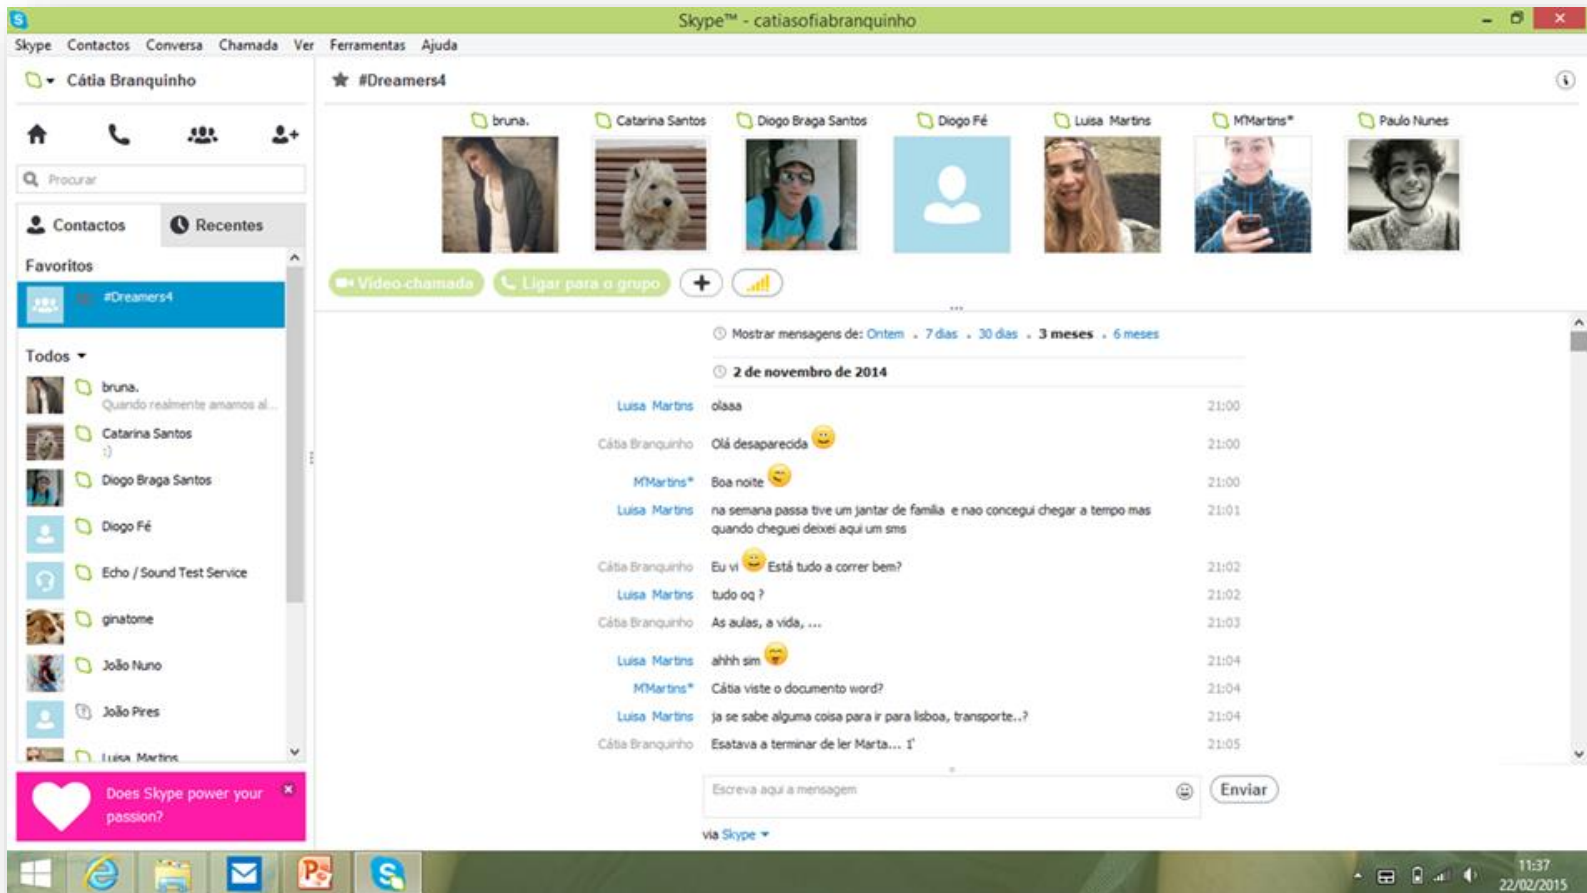 Skype™ - catiasofiabranquinho
Skype Contactos Conversa Chamada Ver Ferramentas Ajuda
Cátia Branquinho
Procurar
Contactos
Recentes
Favoritos
#Dreamers4
Todos
bruna.
Quando realmente amamos al...
Catarina Santos
:)
Diogo Braga Santos
Diogo Fé
Echo / Sound Test Service
ginatome
João Nuno
João Pires
Luisa Martins
Does Skype power your
passion?
#Dreamers4
bruna.
Catarina Santos
Diogo Braga Santos
Diogo Fé
Luisa Martins
M'Martins*
Paulo Nunes
Vídeo-chamada
Ligar para o grupo
Mostrar mensagens de: Ontem . 7 dias . 30 dias . 3 meses . 6 meses
2 de novembro de 2014
Luisa Martins olaaa 21:00
Cátia Branquinho Olá desaparecida 21:00
M'Martins* Boa noite 21:00
Luisa Martins na semana passa tive um jantar de familia e nao concegui chegar a tempo mas 21:01
quando cheguei deixei aqui um sms
Cátia Branquinho Eu vi Está tudo a correr bem? 21:02
Luisa Martins tudo oq ? 21:02
Cátia Branquinho As aulas, a vida, ... 21:03
Luisa Martins ahhh sim 21:04
M'Martins* Cátia viste o documento word? 21:04
Luisa Martins ja se sabe alguma coisa para ir para lisboa, transporte..? 21:04
Cátia Branquinho Esatava a terminar de ler Marta... 1' 21:05
Escreva aqui a mensagem
Enviar
via Skype
11:37
22/02/2015